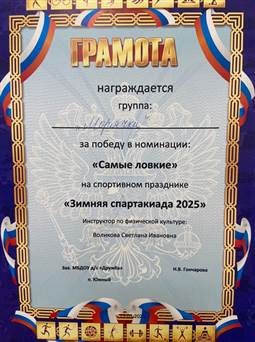 ГРАМОТА
награждается
группа:
за победу в номинации:
«Самые ловкие»
на спортивном празднике
«Зимняя спартакиада 2025»
Инструктор по физической культуре:
Воликова Светлана Ивановна
Зав. МБДОУ д/с «Дружба» Н.В. Гончарова
п. Южный